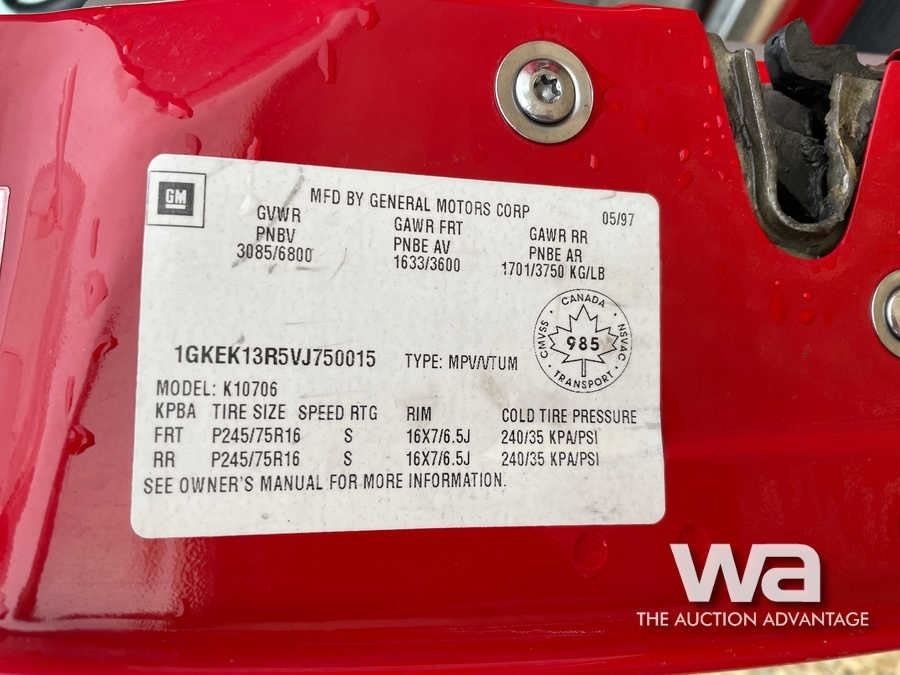 GM
MFD BY GENERAL MOTORS CORP 05/97
GVWR GAWR FRT GAWR RR
PNBV PNBE AV PNBE AR
3085/6800 1633/3600 1701/3750 KG/LB
CANADA
CMVSS 985 NSVAC
TRANSPORT
1GKEK13R5VJ750015 TYPE: MPV/VTUM
MODEL: K10706
KPBA TIRE SIZE SPEED RTG RIM COLD TIRE PRESSURE
FRT P245/75R16 S 16X7/6.5J 240/35 KPA/PSI
RR P245/75R16 S 16X7/6.5J 240/35 KPA/PSI
SEE OWNER'S MANUAL FOR MORE INFORMATION.
wa
THE AUCTION ADVANTAGE